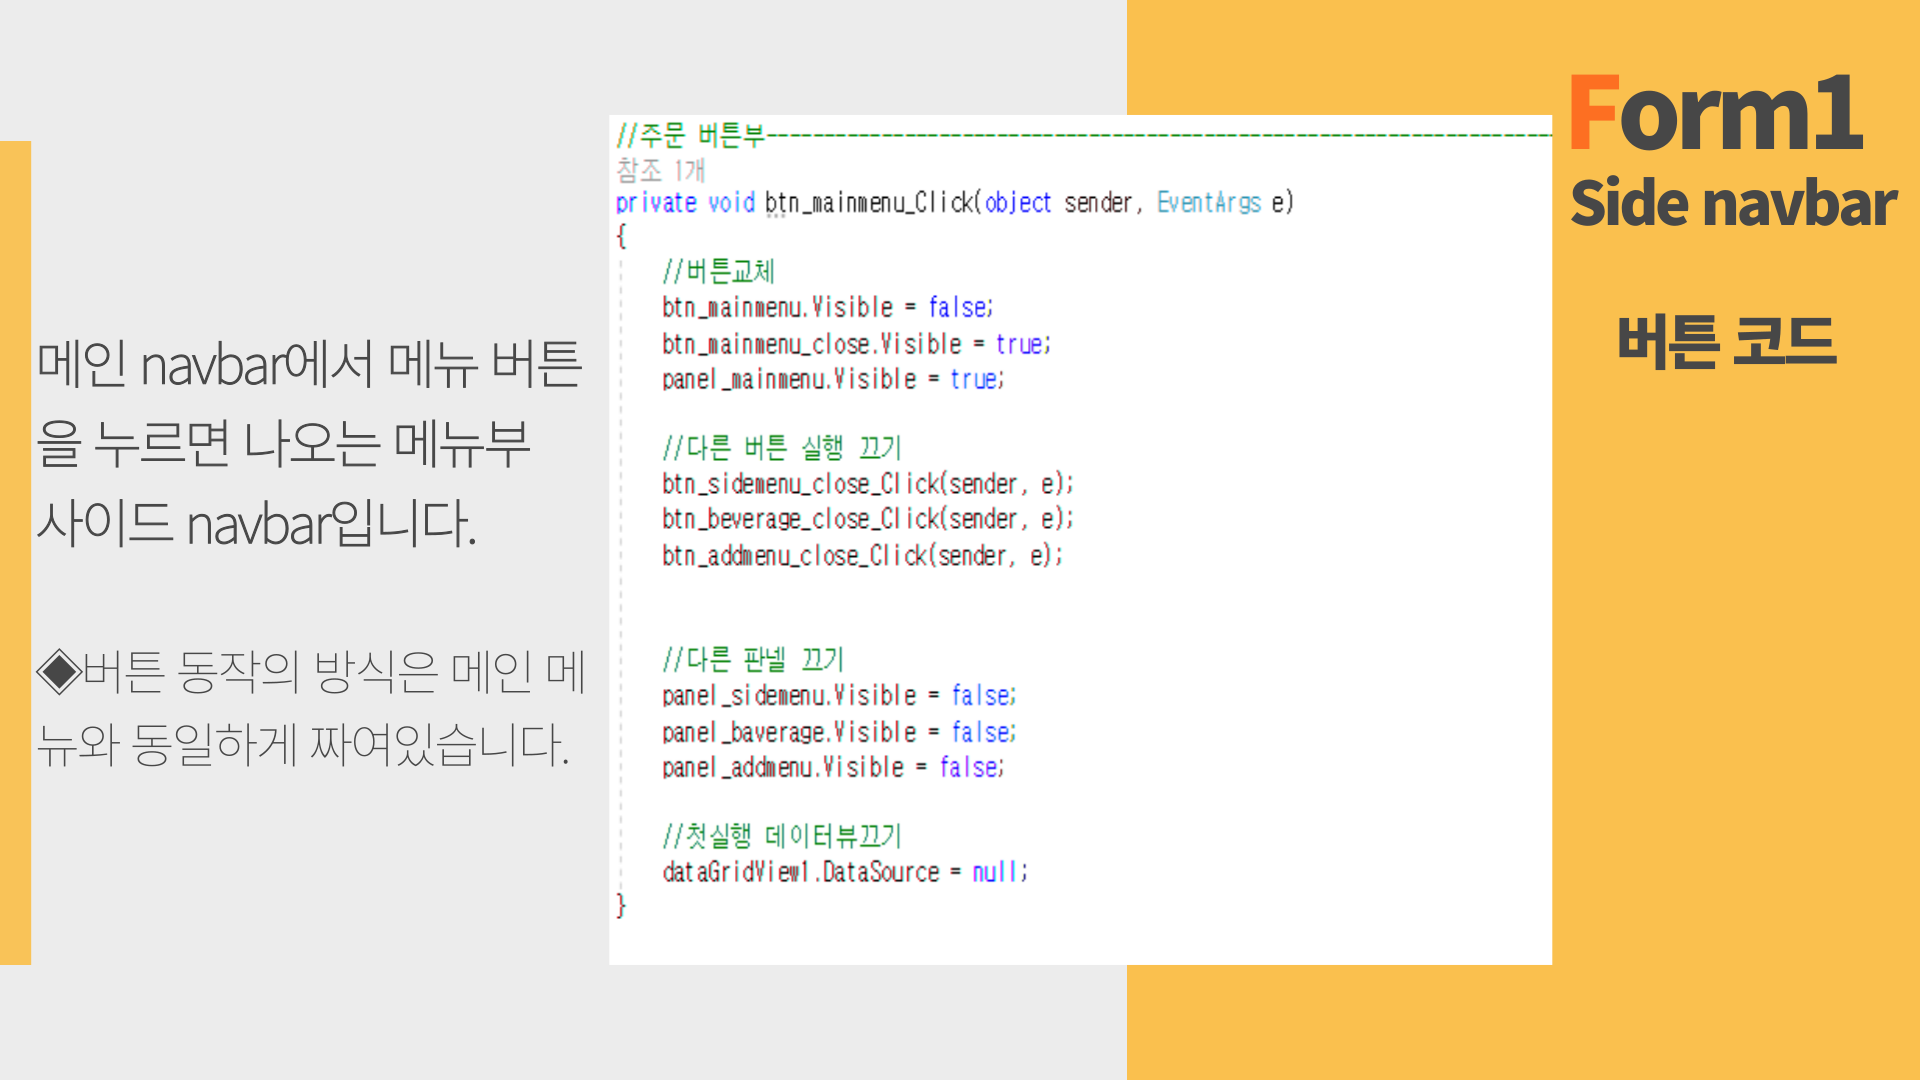 Form1
Side navbar
버튼 코드
메인 navbar에서 메뉴 버튼
을 누르면 나오는 메뉴부
사이드 navbar입니다.
◈버튼 동작의 방식은 메인 메
뉴와 동일하게 짜여있습니다.
//주문 버튼부--------------------------------------------------------------------
참조 1개
private void btn_mainmenu_Click(object sender, EventArgs e)
{
//버튼교체
btn_mainmenu.Visible = false;
btn_mainmenu_close.Visible = true;
panel_mainmenu.Visible = true;
//다른 버튼 실행 끄기
btn_sidemenu_close_Click(sender, e);
btn_beverage_close_Click(sender, e);
btn_addmenu_close_Click(sender, e);
//다른 판넬 끄기
panel_sidemenu.Visible = false;
panel_baverage.Visible = false;
panel_addmenu.Visible = false;
//첫실행 데이터뷰끄기
dataGridView1.DataSource = null;
}